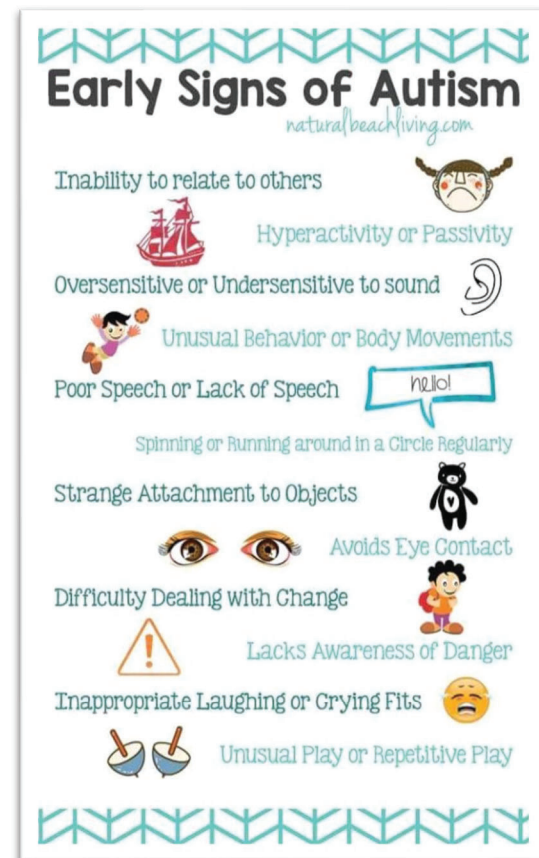 Early Signs of Autism
naturalbeachliving.com
Inability to relate to others
Hyperactivity or Passivity
Oversensitive or Undersensitive to sound
Unusual Behavior or Body Movements
Poor Speech or Lack of Speech
hello!
Spinning or Running around in a Circle Regularly
Strange Attachment to Objects
Avoids Eye Contact
Difficulty Dealing with Change
Lacks Awareness of Danger
Inappropriate Laughing or Crying Fits
Unusual Play or Repetitive Play